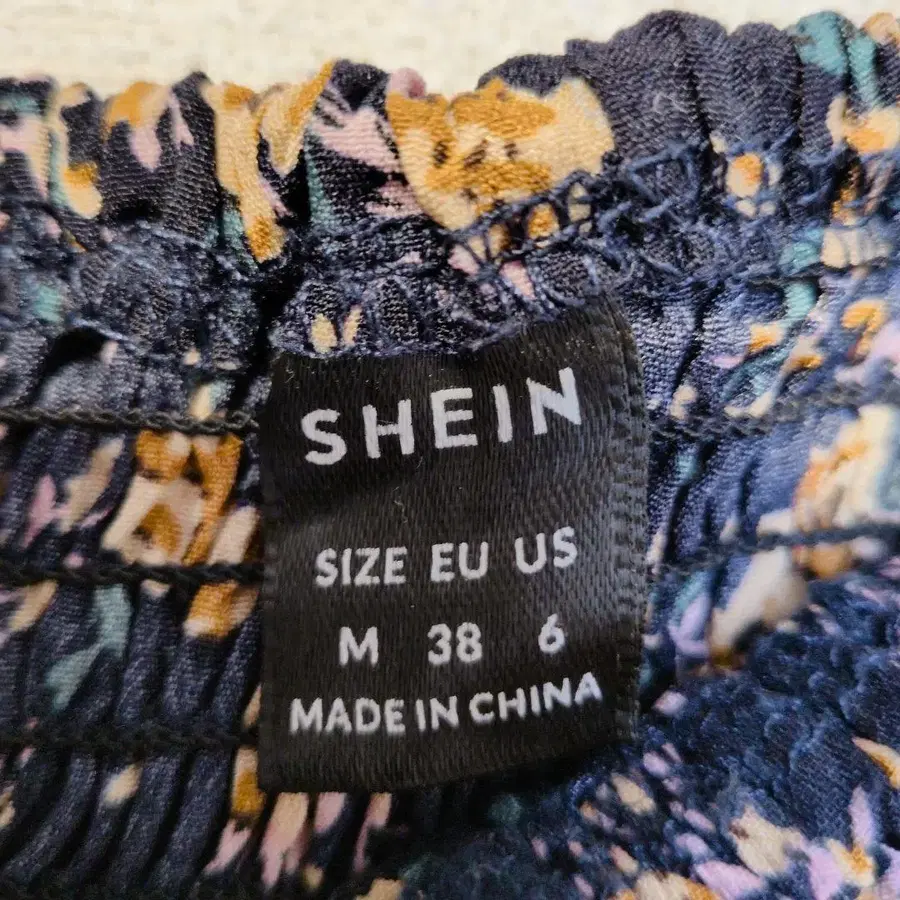 SHEIN
SIZE EU US
M 38 6
MADE IN CHINA